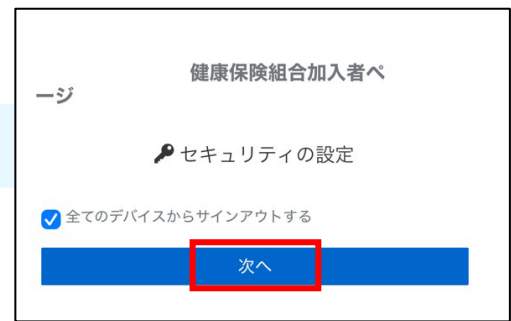 健康保険組合加入者ペ
ージ
セキュリティの設定
全てのデバイスからサインアウトする
次へ